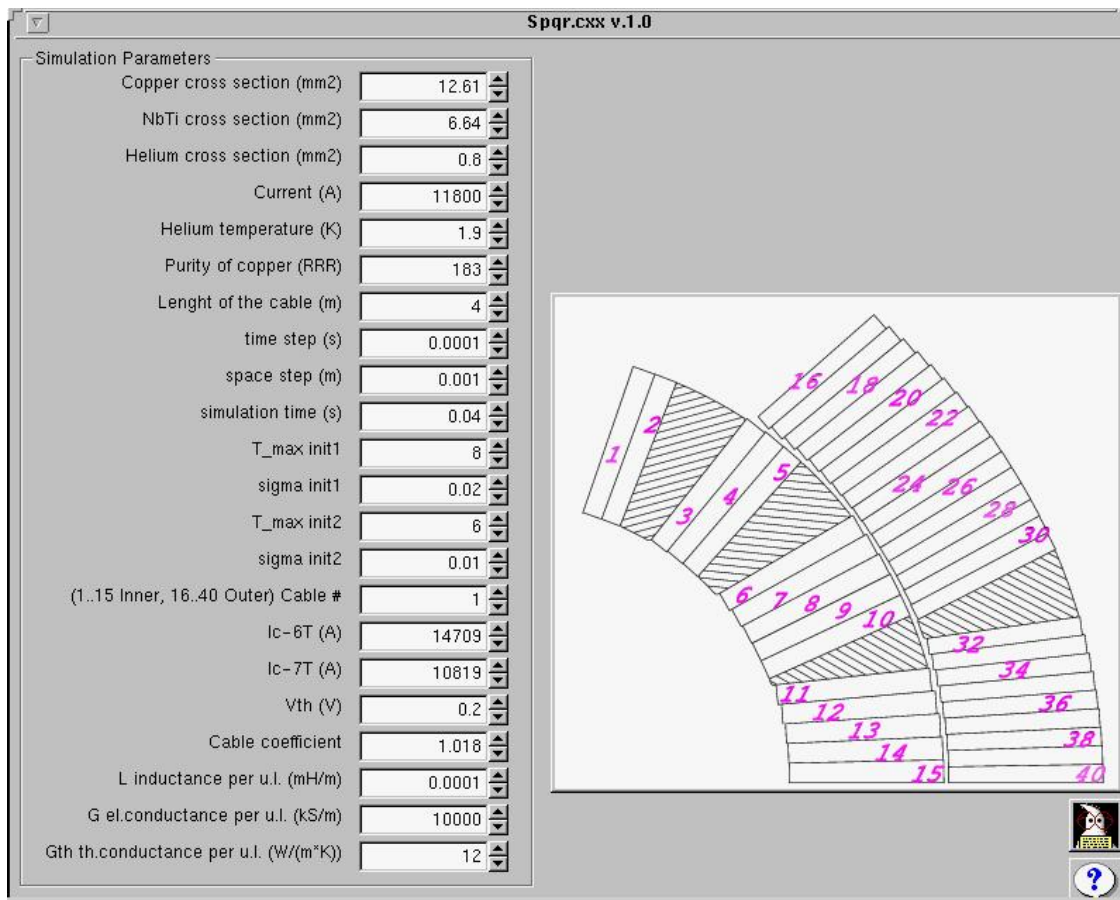 Spqr.cxx v.1.0
Simulation Parameters
Copper cross section (mm2) 12.61
NbTi cross section (mm2) 6.64
Helium cross section (mm2) 0.8
Current (A) 11800
Helium temperature (K) 1.9
Purity of copper (RRR) 183
Lenght of the cable (m) 4
time step (s) 0.0001
space step (m) 0.001
simulation time (s) 0.04
T_max init1 8
sigma init1 0.02
T_max init2 6
sigma init2 0.01
(1..15 Inner, 16..40 Outer) Cable # 1
Ic-6T (A) 14709
Ic-7T (A) 10819
Vth (V) 0.2
Cable coefficient 1.018
L inductance per u.l. (mH/m) 0.0001
G el.conductance per u.l. (kS/m) 10000
Gth th.conductance per u.l. (W/(m*K)) 12
1
2
3
4
5
6
7
8
9
10
11
12
13
14
15
16
18
20
22
24
26
28
30
32
34
36
38
40
?